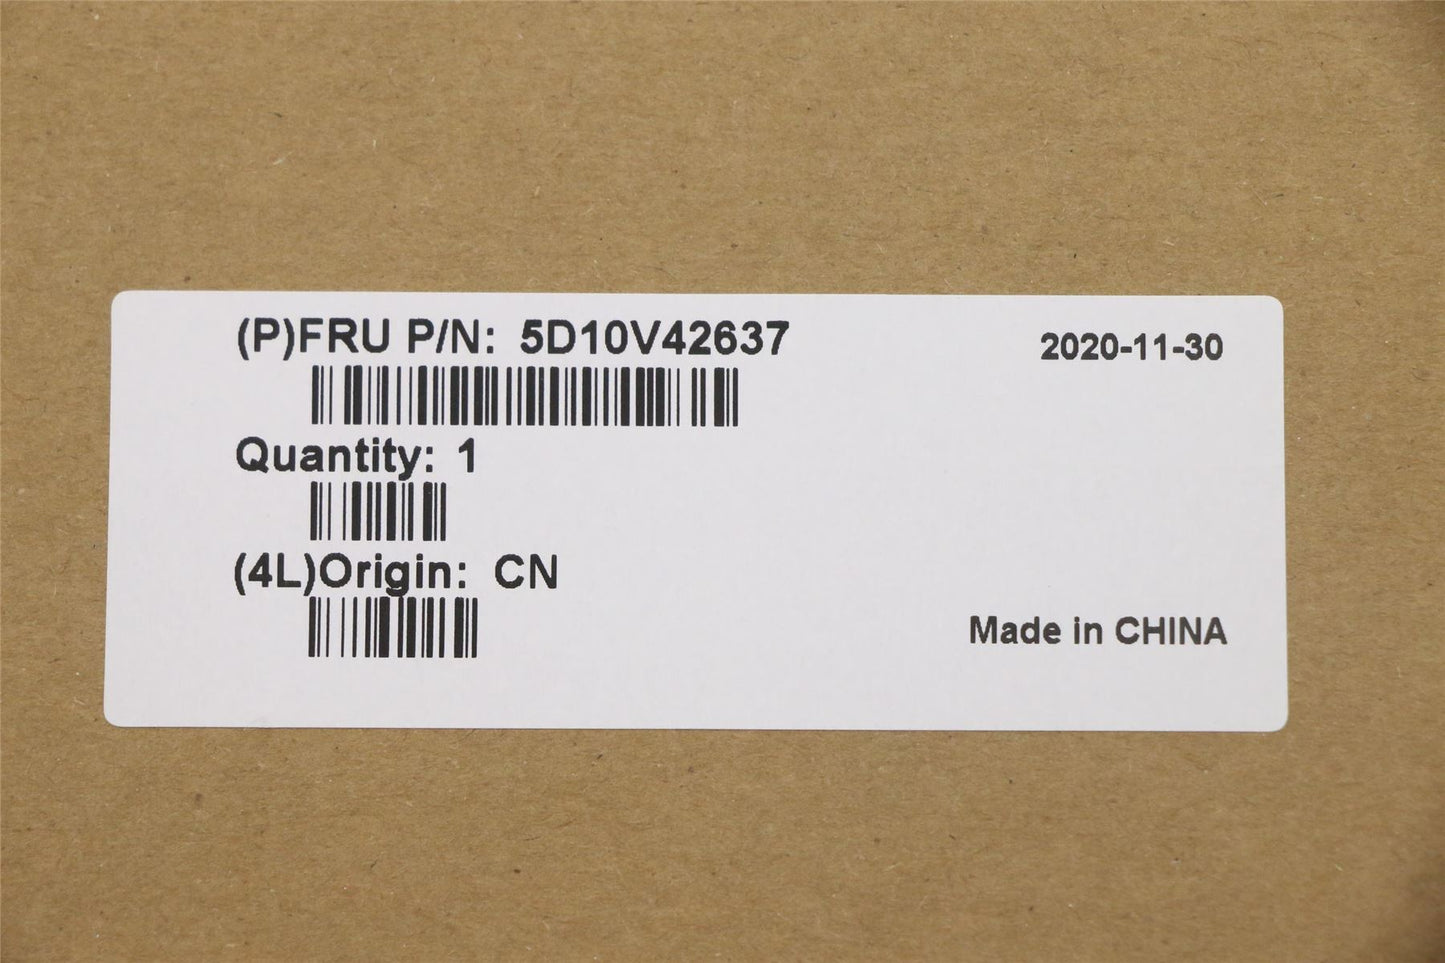 (P)FRU P/N: 5D10V42637
2020-11-30
Quantity: 1
(4L)Origin: CN
Made in CHINA